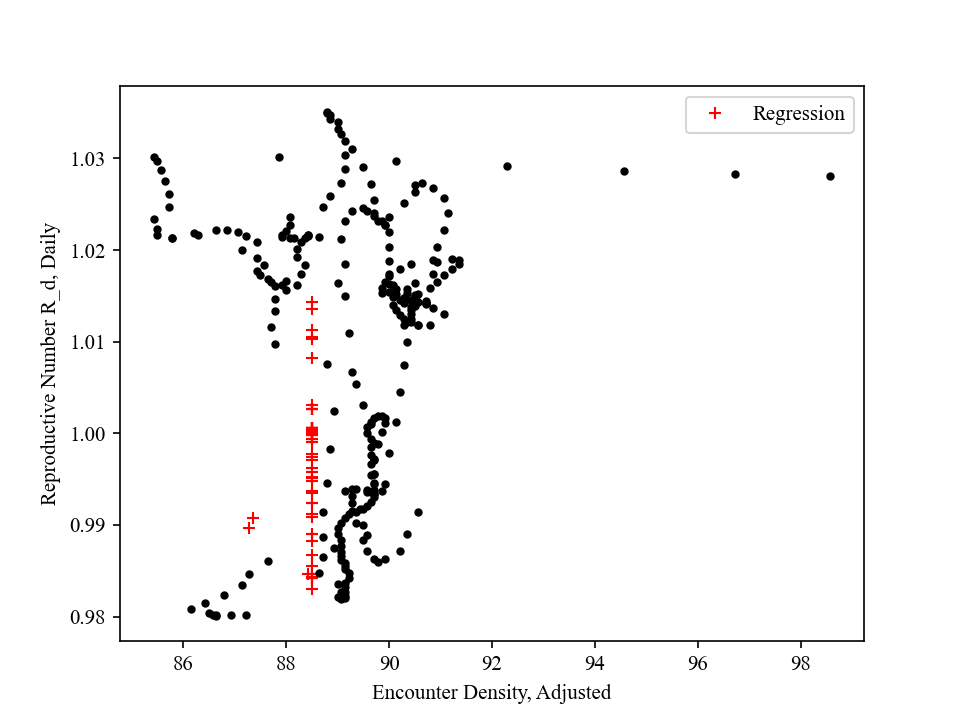 Regression
1.03
1.02
1.01
1.00
0.99
0.98
Reproductive Number R_d, Daily
86 88 90 92 94 96 98
Encounter Density, Adjusted